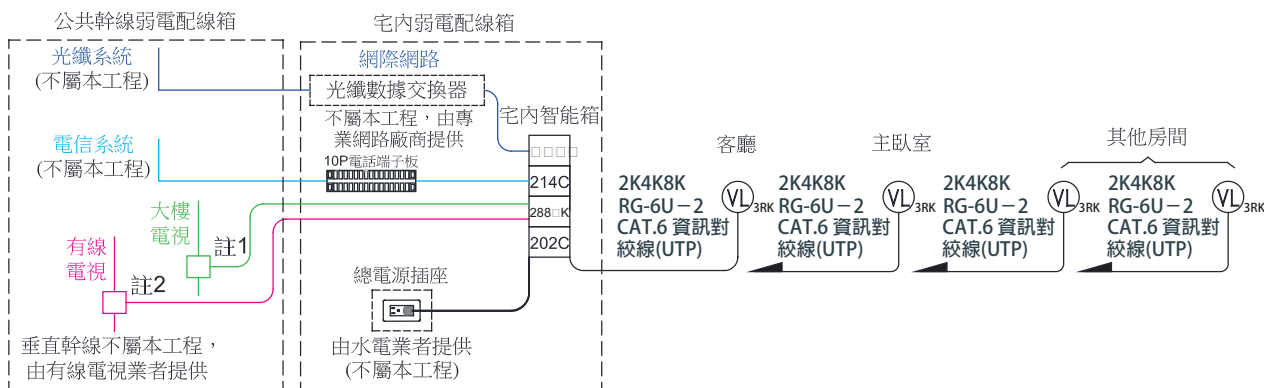 公共幹線弱電配線箱
光纖系統
(不屬本工程)
電信系統
(不屬本工程)
大樓
電視
註1
有線
電視
註2
垂直幹線不屬本工程，
由有線電視業者提供
宅內弱電配線箱
網際網路
光纖數據交換器
不屬本工程，由專
業網路廠商提供
10P電話端子板
宅內智能箱
□□□□
214C
288□K
202C
總電源插座
由水電業者提供
(不屬本工程)
客廳
2K4K8K
RG-6U－2
CAT.6 資訊對
絞線(UTP)
VL 3RK
主臥室
2K4K8K
RG-6U－2
CAT.6 資訊對
絞線(UTP)
VL 3RK
其他房間
2K4K8K
RG-6U－2
CAT.6 資訊對
絞線(UTP)
VL 3RK
2K4K8K
RG-6U－2
CAT.6 資訊對
絞線(UTP)
VL 3RK